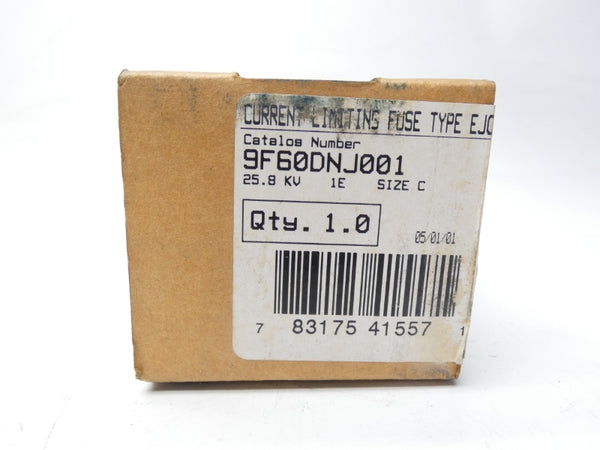 CURRENT LIMITING FUSE TYPE EJO
Catalog Number
9F60DNJ001
25.8 KV 1E SIZE C
Qty. 1.0
05/01/01
7 83175 41557 1